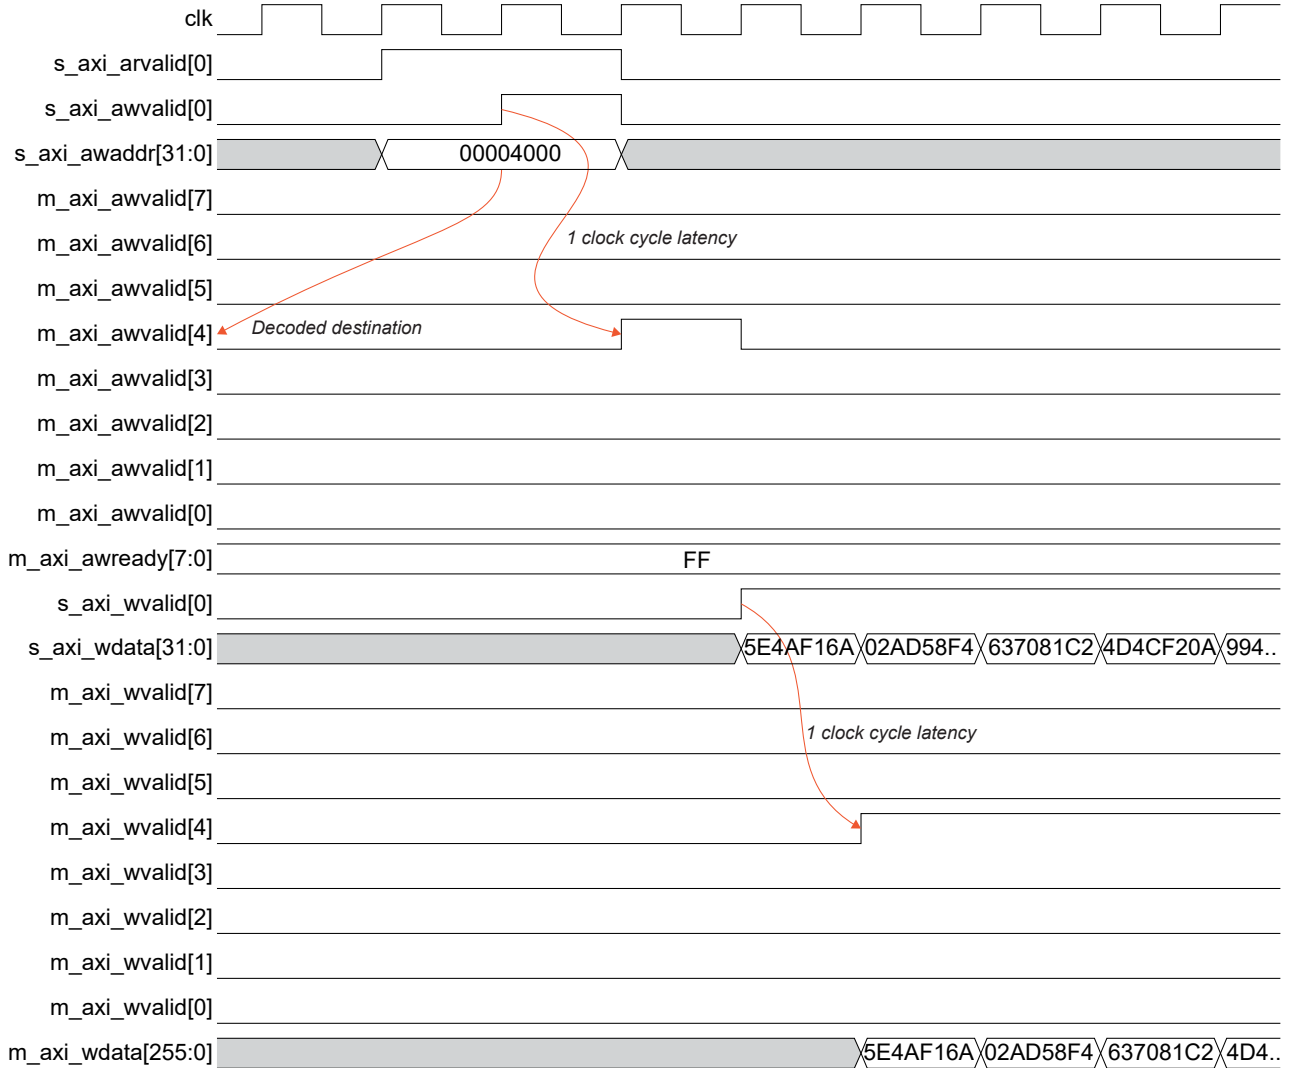 clk
s_axi_arvalid[0]
s_axi_awvalid[0]
s_axi_awaddr[31:0] 00004000
m_axi_awvalid[7]
m_axi_awvalid[6] 1 clock cycle latency
m_axi_awvalid[5]
m_axi_awvalid[4] Decoded destination
m_axi_awvalid[3]
m_axi_awvalid[2]
m_axi_awvalid[1]
m_axi_awvalid[0]
m_axi_awready[7:0] FF
s_axi_wvalid[0]
s_axi_wdata[31:0] 5E4AF16A 02AD58F4 637081C2 4D4CF20A 994..
m_axi_wvalid[7]
m_axi_wvalid[6] 1 clock cycle latency
m_axi_wvalid[5]
m_axi_wvalid[4]
m_axi_wvalid[3]
m_axi_wvalid[2]
m_axi_wvalid[1]
m_axi_wvalid[0]
m_axi_wdata[255:0] 5E4AF16A 02AD58F4 637081C2 4D4..